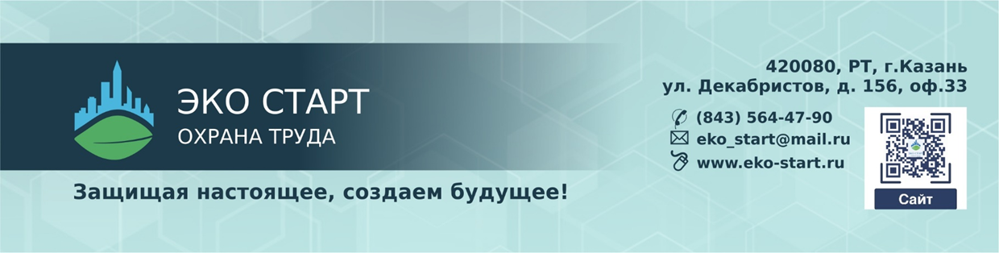 ЭКО СТАРТ
ОХРАНА ТРУДА
Защищая настоящее, создаем будущее!
420080, РТ, г.Казань
ул. Декабристов, д. 156, оф.33
(843) 564-47-90
eko_start@mail.ru
www.eko-start.ru
Сайт